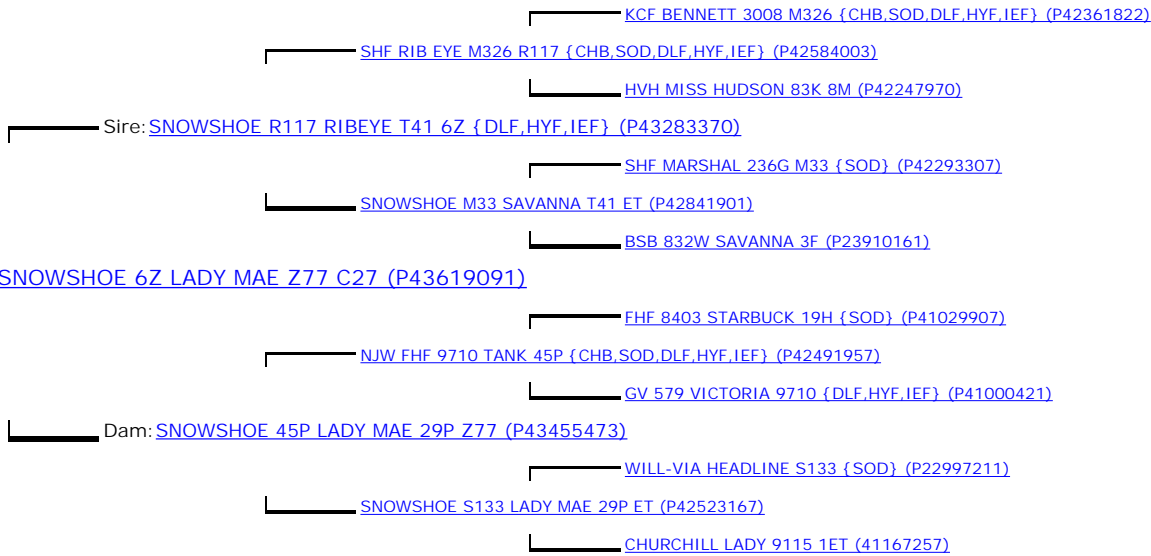 KCF BENNETT 3008 M326 {CHB,SOD,DLF,HYF,IEF} (P42361822)
SHF RIB EYE M326 R117 {CHB,SOD,DLF,HYF,IEF} (P42584003)
HVH MISS HUDSON 83K 8M (P42247970)
Sire: SNOWSHOE R117 RIBEYE T41 6Z {DLF,HYF,IEF} (P43283370)
SHF MARSHAL 236G M33 {SOD} (P42293307)
SNOWSHOE M33 SAVANNA T41 ET (P42841901)
BSB 832W SAVANNA 3F (P23910161)
SNOWSHOE 6Z LADY MAE Z77 C27 (P43619091)
FHF 8403 STARBUCK 19H {SOD} (P41029907)
NJW FHF 9710 TANK 45P {CHB,SOD,DLF,HYF,IEF} (P42491957)
GV 579 VICTORIA 9710 {DLF,HYF,IEF} (P41000421)
Dam: SNOWSHOE 45P LADY MAE 29P Z77 (P43455473)
WILL-VIA HEADLINE S133 {SOD} (P22997211)
SNOWSHOE S133 LADY MAE 29P ET (P42523167)
CHURCHILL LADY 9115 1ET (41167257)